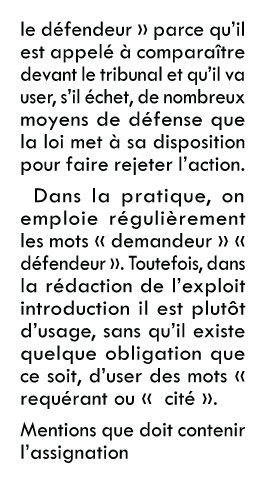 le défendeur » parce qu'il
est appelé à comparaître
devant le tribunal et qu'il va
user, s'il échet, de nombreux
moyens de défense que
la loi met à sa disposition
pour faire rejeter l'action.
Dans la pratique, on
emploie régulièrement
les mots « demandeur » «
défendeur ». Toutefois, dans
la rédaction de l'exploit
introduction il est plutôt
d'usage, sans qu'il existe
quelque obligation que
ce soit, d'user des mots «
requérant ou «  cité ».
Mentions que doit contenir
l'assignation